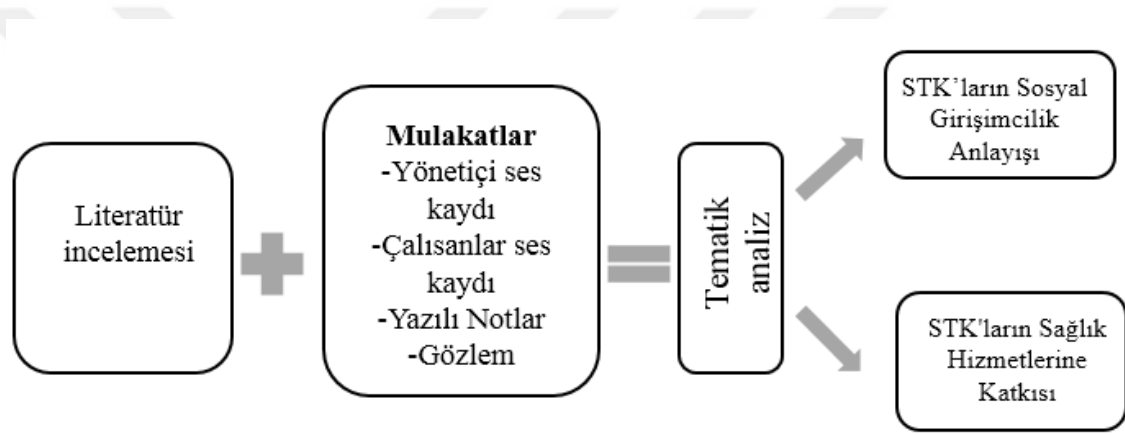 Literatür
incelemesi
Mulakatlar
-Yönetiçi ses
kaydı
-Çalısanlar ses
kaydı
-Yazılı Notlar
-Gözlem
Tematik
analiz
STK’ların Sosyal
Girişimcilik
Anlayışı
STK'ların Sağlık
Hizmetlerine
Katkısı